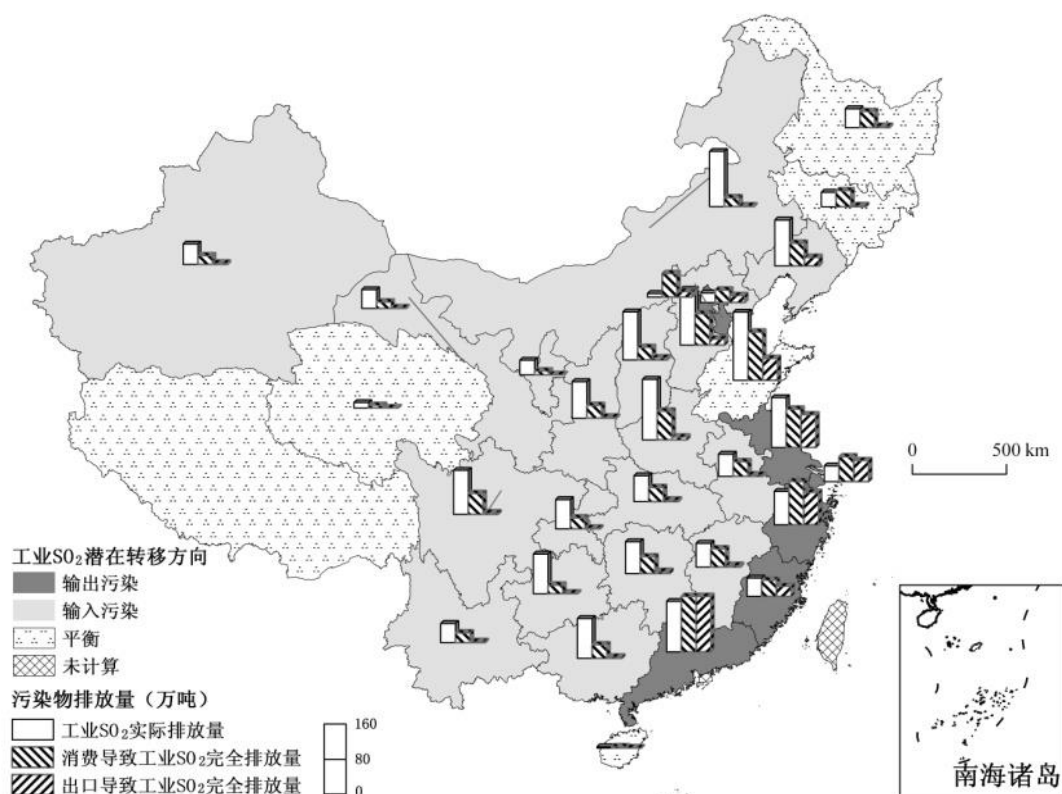 0 500 km
工业SO₂潜在转移方向
输出污染
输入污染
平衡
未计算
污染物排放量（万吨）
工业SO₂实际排放量
消费导致工业SO₂完全排放量
出口导致工业SO₂完全排放量
160
80
0
南海诸岛